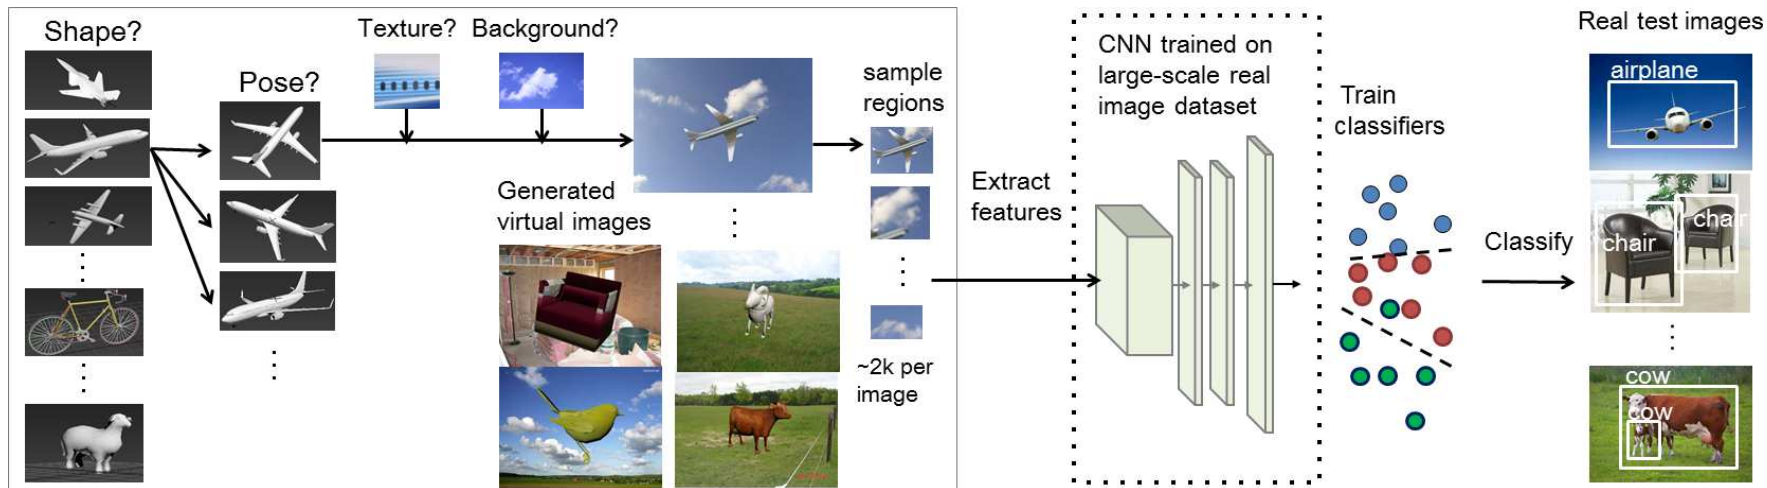 Shape?
Pose?
Texture?
Background?
Generated
virtual images
sample
regions
~2k per
image
Extract
features
CNN trained on
large-scale real
image dataset
Train
classifiers
Classify
Real test images
airplane
chair
chair
cow
cow